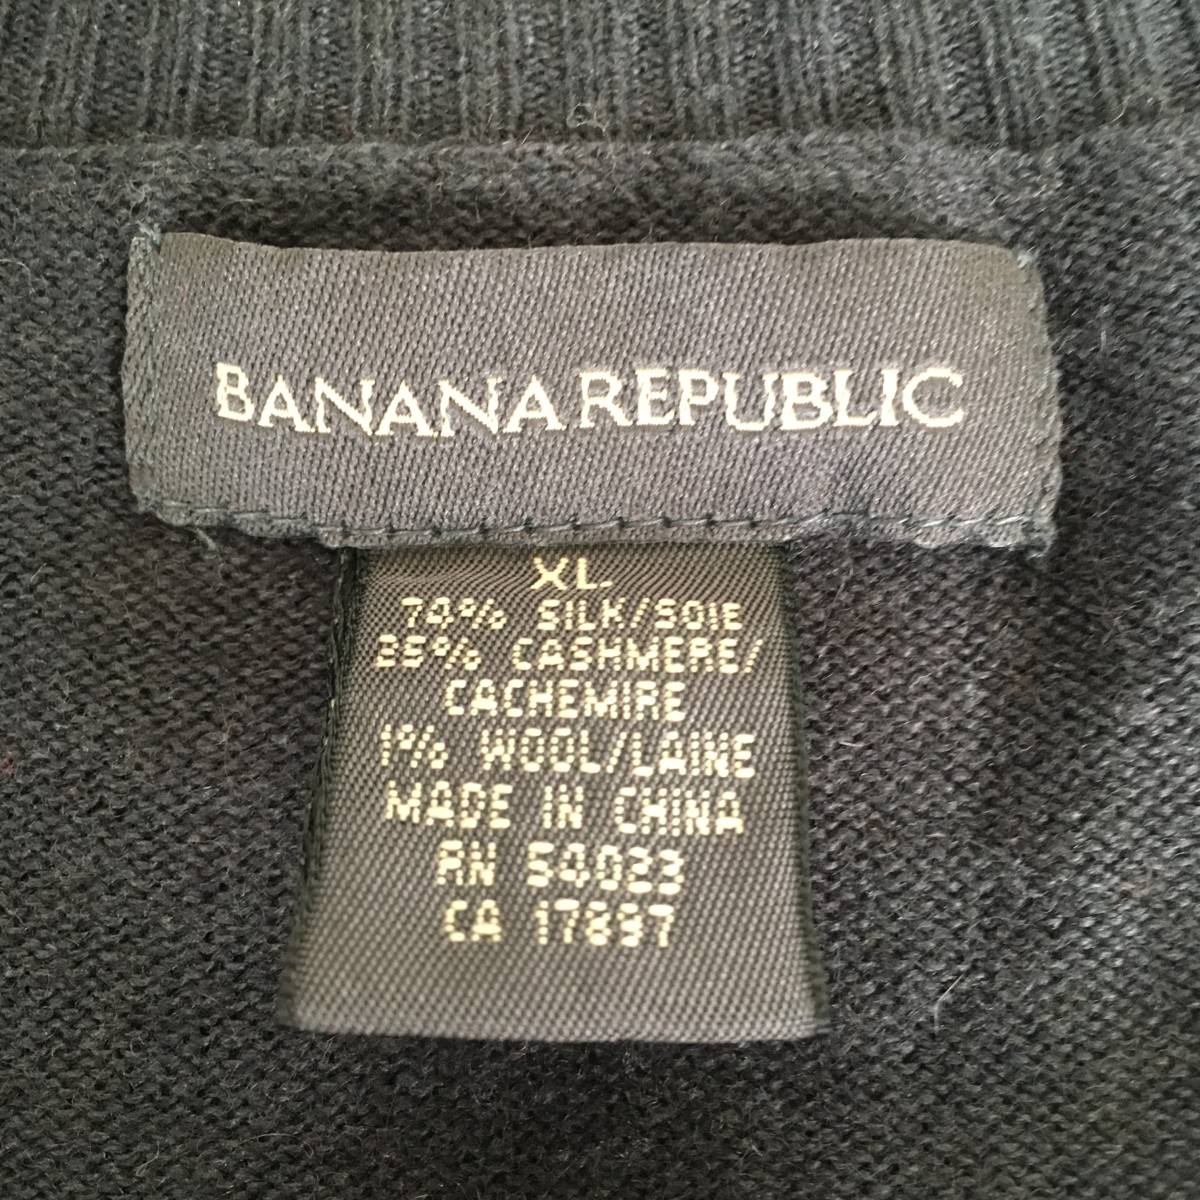 BANANA REPUBLIC
XL
74% SILK/SOIE
25% CASHMERE/
CACHEMIRE
1% WOOL/LAINE
MADE IN CHINA
RN 54023
CA 17897